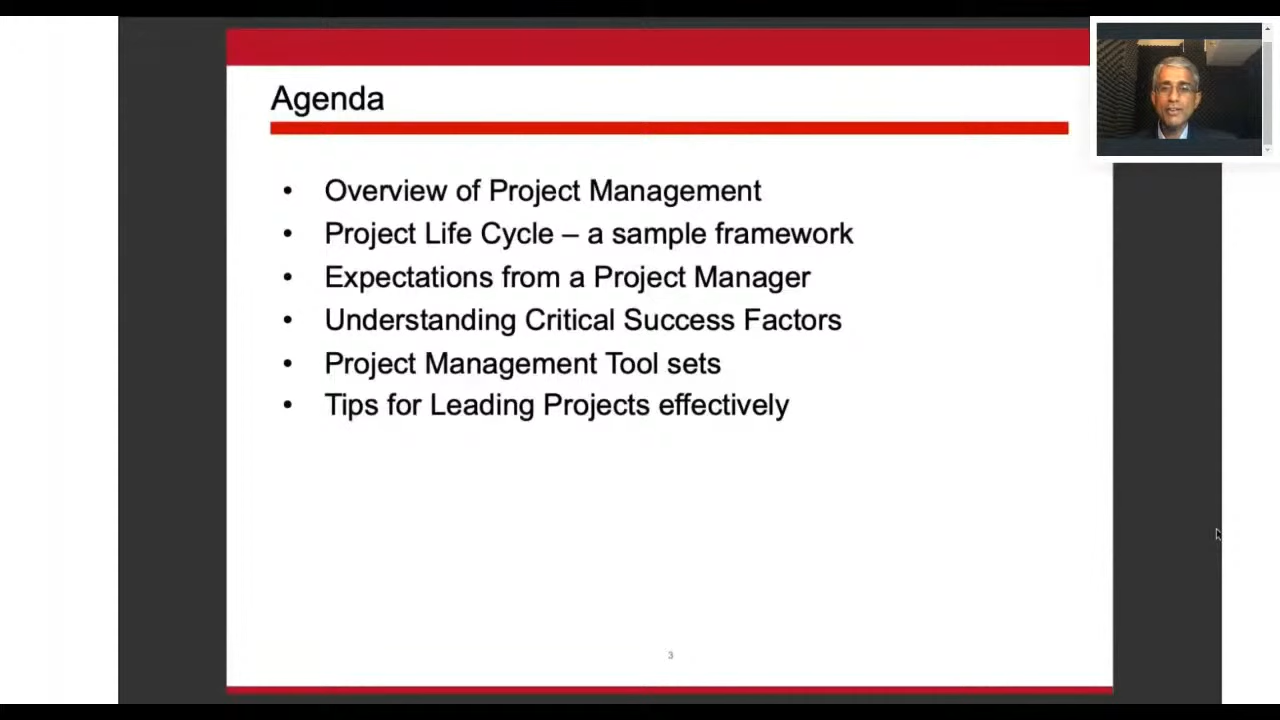 Agenda
• Overview of Project Management
• Project Life Cycle – a sample framework
• Expectations from a Project Manager
• Understanding Critical Success Factors
• Project Management Tool sets
• Tips for Leading Projects effectively
3